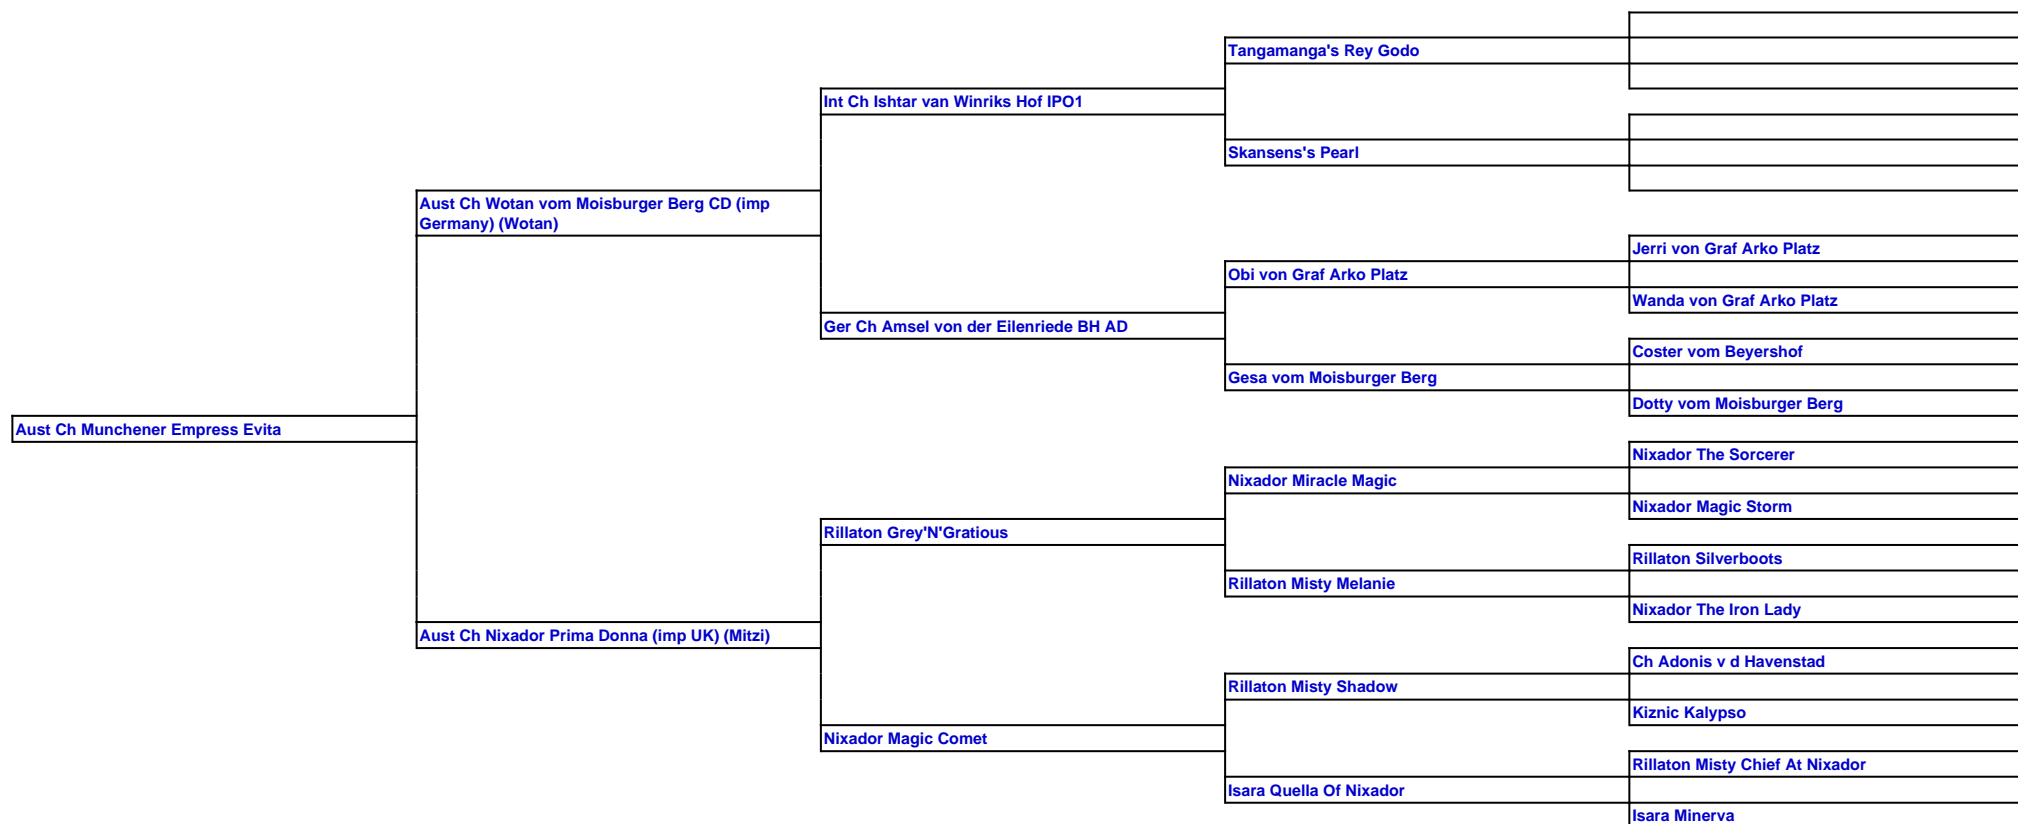 Tangamanga's Rey Godo
Int Ch Ishtar van Winriks Hof IPO1
Skansens's Pearl
Aust Ch Wotan vom Moisburger Berg CD (imp
Germany) (Wotan)
Jerri von Graf Arko Platz
Obi von Graf Arko Platz
Wanda von Graf Arko Platz
Ger Ch Amsel von der Eilenriede BH AD
Coster vom Beyershof
Gesa vom Moisburger Berg
Dotty vom Moisburger Berg
Aust Ch Munchener Empress Evita
Nixador The Sorcerer
Nixador Miracle Magic
Nixador Magic Storm
Rillaton Grey'N'Gratious
Rillaton Silverboots
Rillaton Misty Melanie
Nixador The Iron Lady
Aust Ch Nixador Prima Donna (imp UK) (Mitzi)
Ch Adonis v d Havenstad
Rillaton Misty Shadow
Kiznic Kalypso
Nixador Magic Comet
Rillaton Misty Chief At Nixador
Isara Quella Of Nixador
Isara Minerva